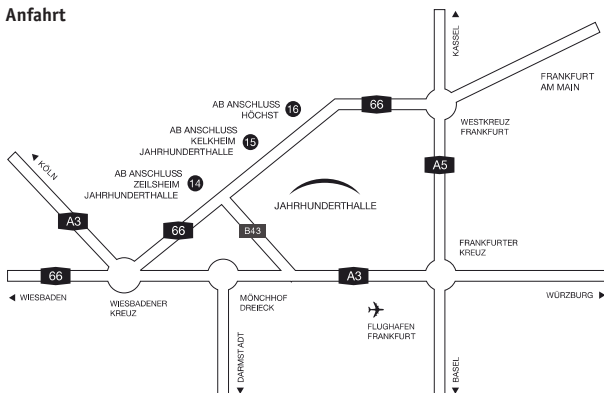 Anfahrt
KASSEL
FRANKFURT
AM MAIN
AB ANSCHLUSS
HÖCHST
16
66
WESTKREUZ
FRANKFURT
AB ANSCHLUSS
KELKHEIM
JAHRHUNDERTHALLE
15
AB ANSCHLUSS
ZEILSHEIM
JAHRHUNDERTHALLE
14
A5
KÖLN
A3
JAHRHUNDERTHALLE
66
B43
FRANKFURTER
KREUZ
66
A3
WIESBADEN
WIESBADENER
KREUZ
MÖNCHHOF
DREIECK
WÜRZBURG
FLUGHAFEN
FRANKFURT
DARMSTADT
BASEL